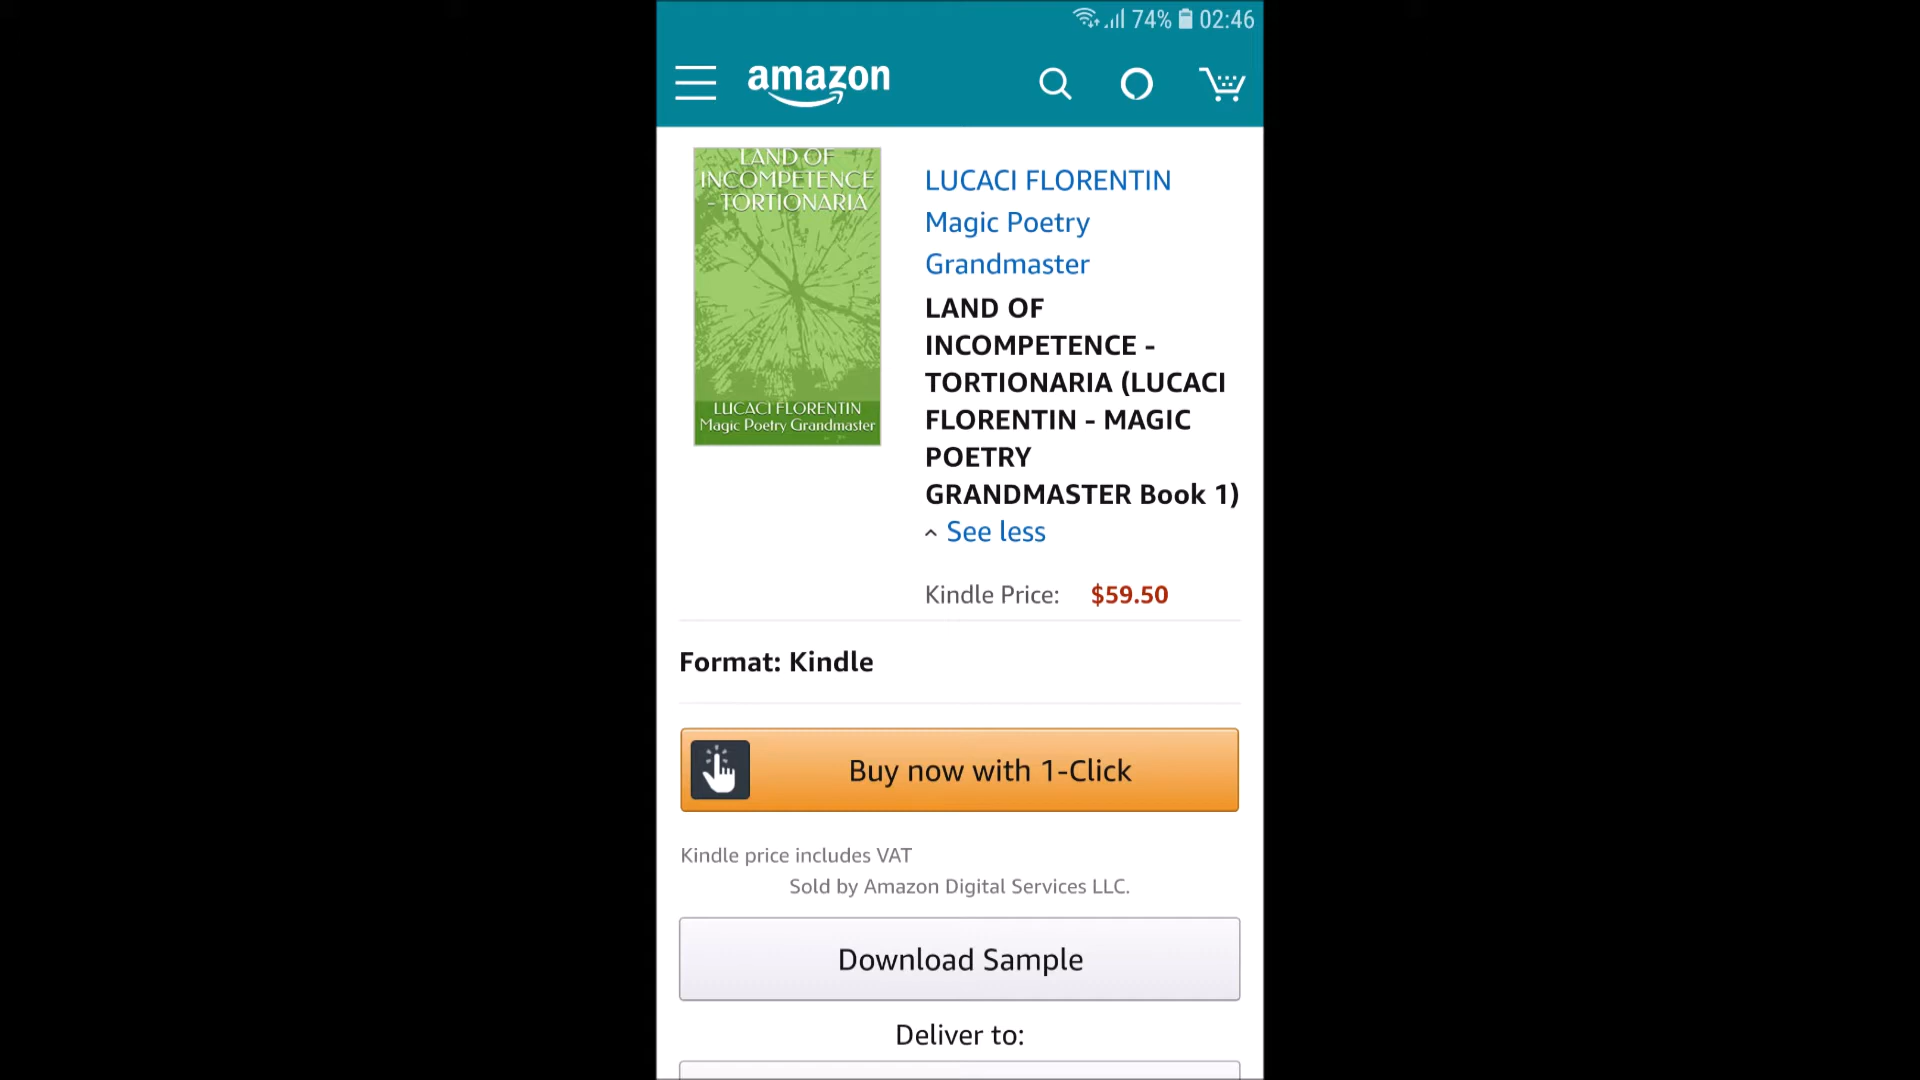 74% 02:46
amazon
LAND OF
INCOMPETENCE
- TORTIONARIA
LUCACI FLORENTIN
Magic Poetry Grandmaster
LUCACI FLORENTIN
Magic Poetry
Grandmaster
LAND OF
INCOMPETENCE -
TORTIONARIA (LUCACI
FLORENTIN - MAGIC
POETRY
GRANDMASTER Book 1)
See less
Kindle Price: $59.50
Format: Kindle
Buy now with 1-Click
Kindle price includes VAT
Sold by Amazon Digital Services LLC.
Download Sample
Deliver to: